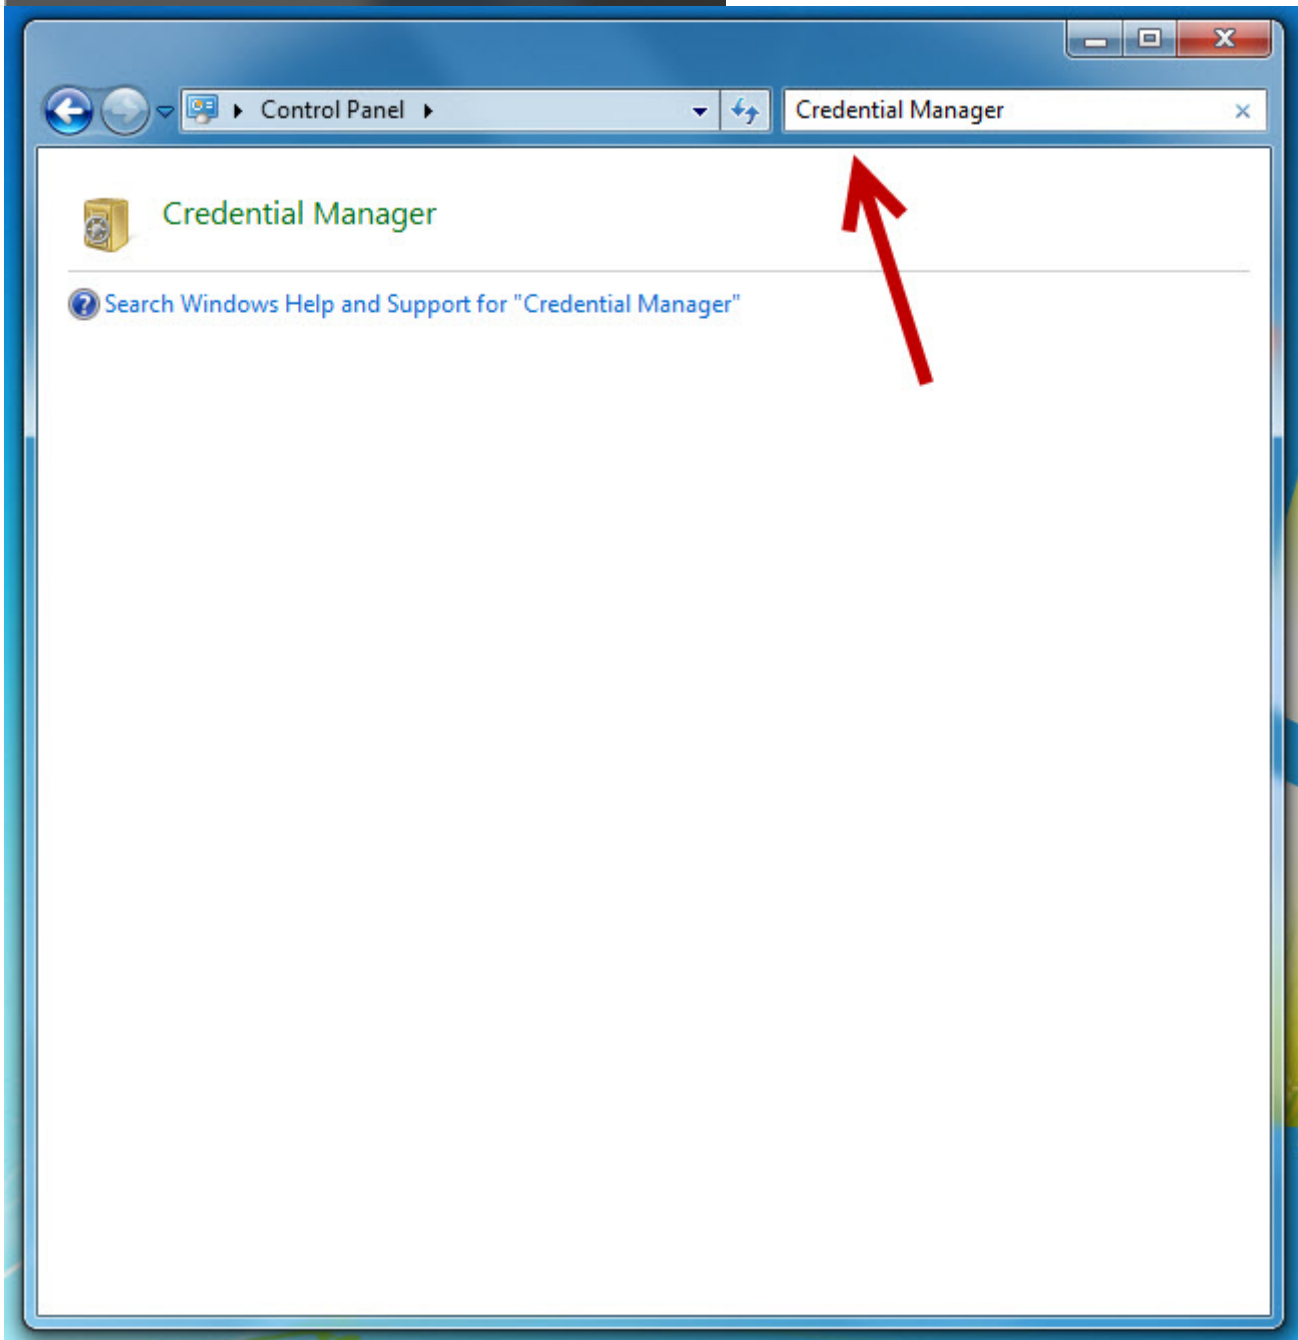 Control Panel
Credential Manager
Credential Manager
Search Windows Help and Support for "Credential Manager"